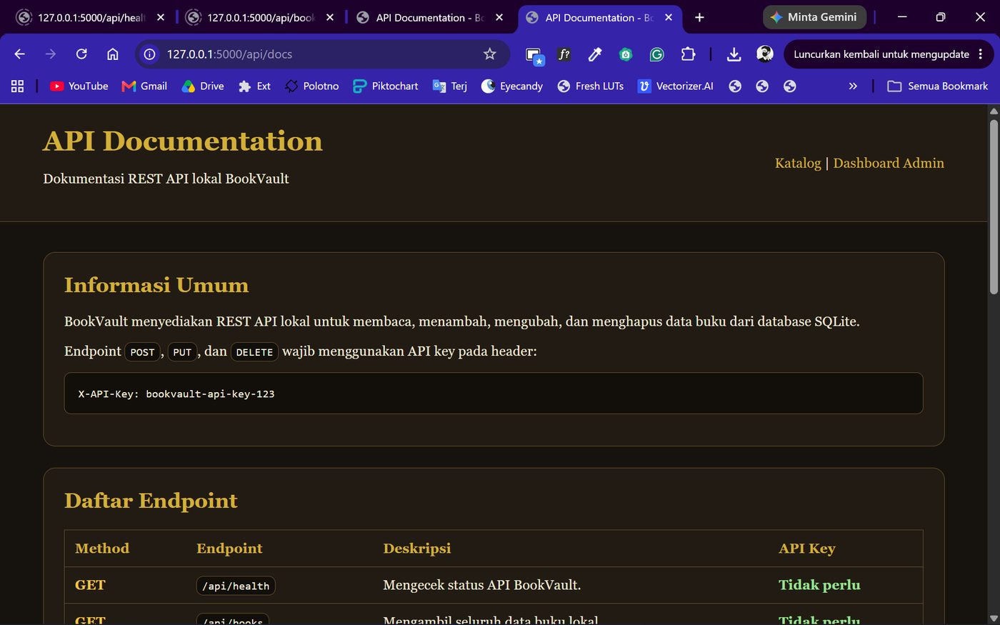 127.0.0.1:5000/api/heal
127.0.0.1:5000/api/book
API Documentation - Bo
API Documentation - Bo
Minta Gemini
127.0.0.1:5000/api/docs
f?
Luncurkan kembali untuk mengupdate
YouTube
Gmail
Drive
Ext
Polotno
Piktochart
Terj
Eyecandy
Fresh LUTs
Vectorizer.AI
Semua Bookmark
API Documentation
Dokumentasi REST API lokal BookVault
Katalog | Dashboard Admin
Informasi Umum
BookVault menyediakan REST API lokal untuk membaca, menambah, mengubah, dan menghapus data buku dari database SQLite.
Endpoint POST, PUT, dan DELETE wajib menggunakan API key pada header:
X-API-Key: bookvault-api-key-123
Daftar Endpoint
Method Endpoint Deskripsi API Key
GET /api/health Mengecek status API BookVault. Tidak perlu
GET /api/books Mengambil seluruh data buku lokal. Tidak perlu